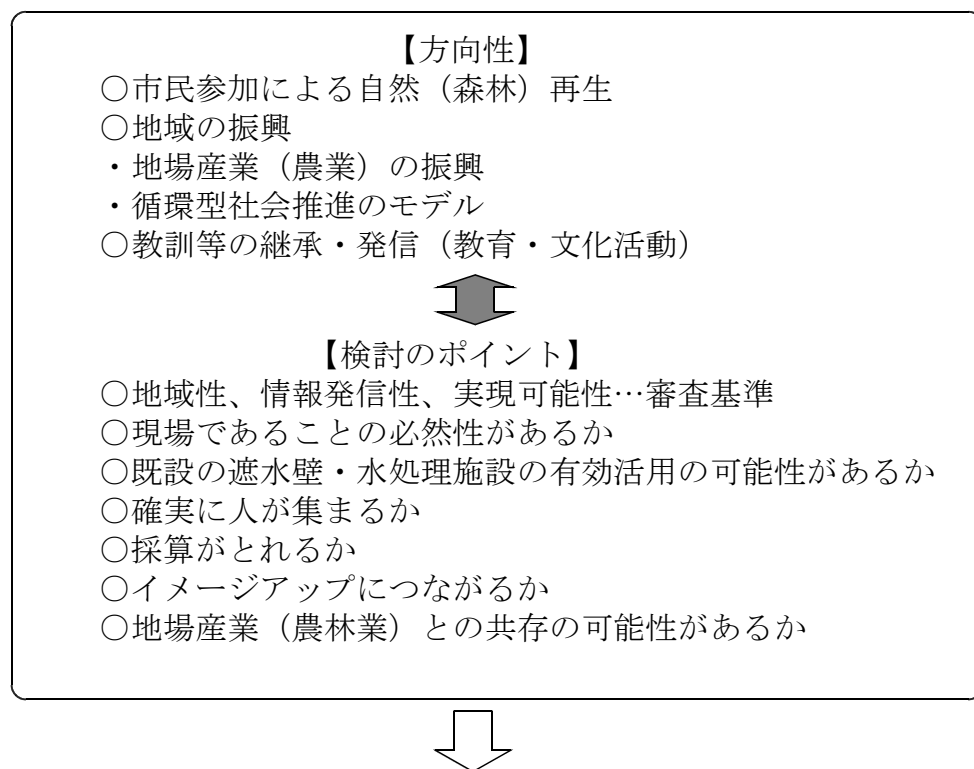 【方向性】
○市民参加による自然（森林）再生
○地域の振興
・地場産業（農業）の振興
・循環型社会推進のモデル
○教訓等の継承・発信（教育・文化活動）
【検討のポイント】
○地域性、情報発信性、実現可能性…審査基準
○現場であることの必然性があるか
○既設の遮水壁・水処理施設の有効活用の可能性があるか
○確実に人が集まるか
○採算がとれるか
○イメージアップにつながるか
○地場産業（農林業）との共存の可能性があるか